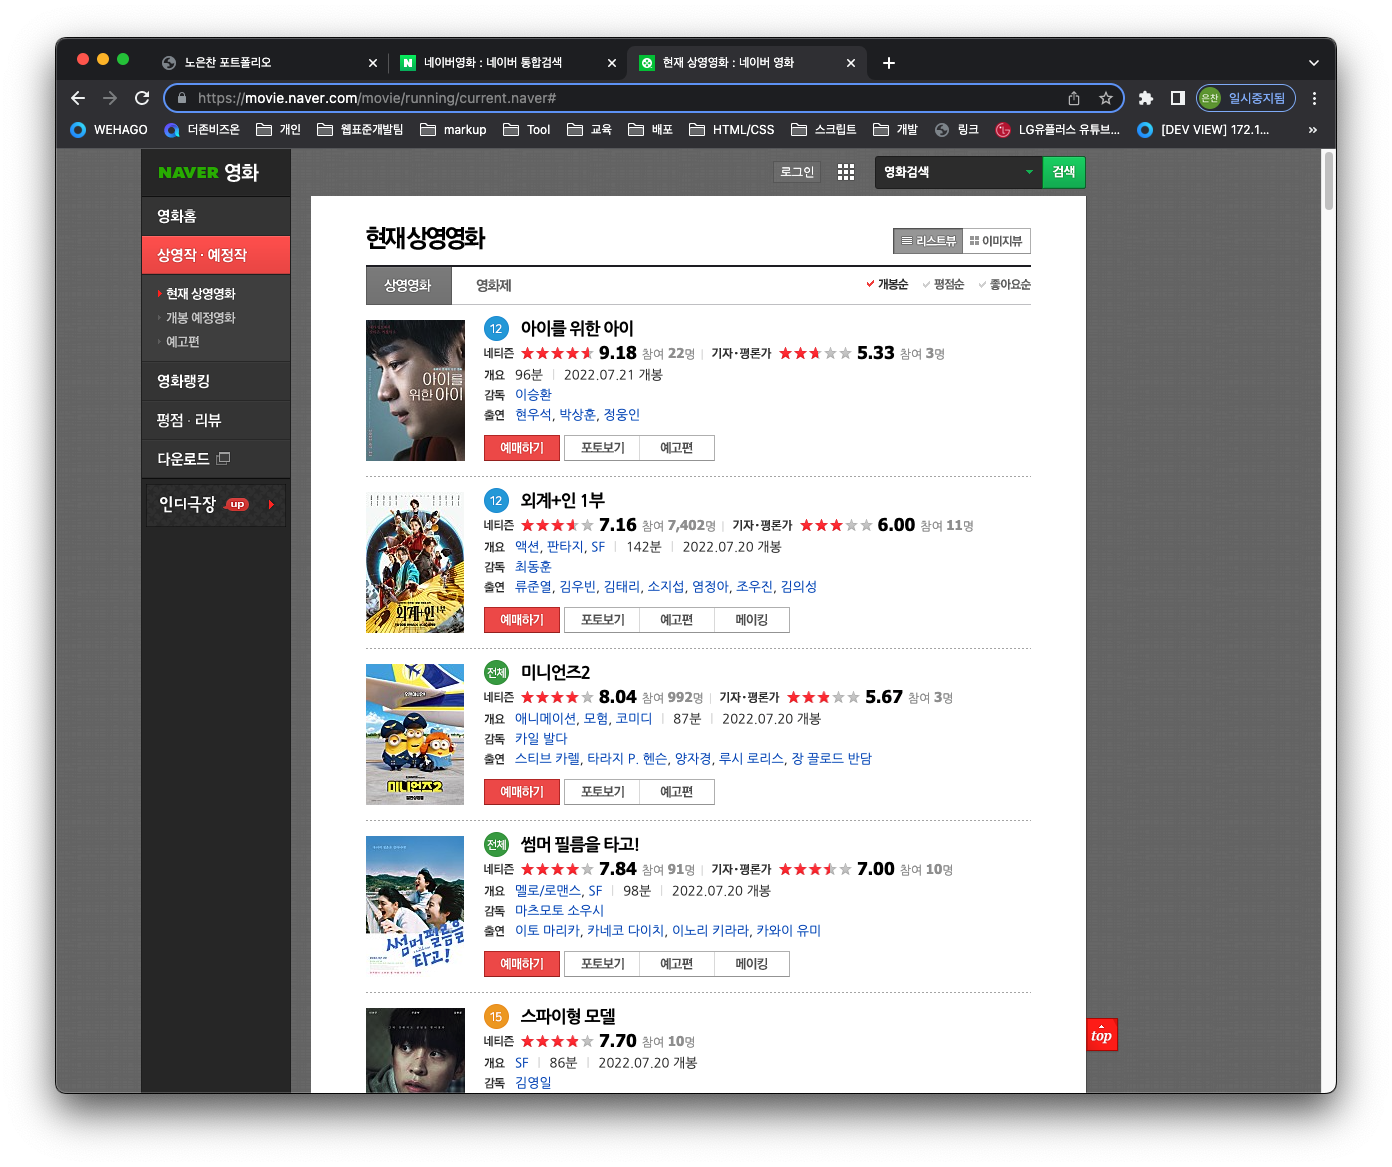 노은찬 포트폴리오
네이버영화 : 네이버 통합검색
현재 상영영화 : 네이버 영화
https://movie.naver.com/movie/running/current.naver#
은찬 일시중지됨
WEHAGO 더존비즈온 개인 웹표준개발팀 markup Tool 교육 배포 HTML/CSS 스크립트 개발 링크 LG유플러스 유튜브... [DEV VIEW] 172.1... »
NAVER 영화
로그인
영화검색
검색
영화홈
상영작 · 예정작
현재 상영영화
개봉 예정영화
예고편
영화랭킹
평점 · 리뷰
다운로드
인디극장 up
현재 상영영화
리스트뷰 이미지뷰
상영영화 영화제
개봉순 평점순 좋아요순
아이를
위한 아이
12 아이를 위한 아이
네티즌 9.18 참여 22명 기자·평론가 5.33 참여 3명
개요 96분 2022.07.21 개봉
감독 이승환
출연 현우석, 박상훈, 정웅인
예매하기 포토보기 예고편
외계+인 1부
12 외계+인 1부
네티즌 7.16 참여 7,402명 기자·평론가 6.00 참여 11명
개요 액션, 판타지, SF 142분 2022.07.20 개봉
감독 최동훈
출연 류준열, 김우빈, 김태리, 소지섭, 염정아, 조우진, 김의성
예매하기 포토보기 예고편 메이킹
미니언즈2
전체 미니언즈2
네티즌 8.04 참여 992명 기자·평론가 5.67 참여 3명
개요 애니메이션, 모험, 코미디 87분 2022.07.20 개봉
감독 카일 발다
출연 스티브 카렐, 타라지 P. 헨슨, 양자경, 루시 로리스, 장 끌로드 반담
예매하기 포토보기 예고편
썸머 필름을
타고!
전체 썸머 필름을 타고!
네티즌 7.84 참여 91명 기자·평론가 7.00 참여 10명
개요 멜로/로맨스, SF 98분 2022.07.20 개봉
감독 마츠모토 소우시
출연 이토 마리카, 카네코 다이치, 이노리 키라라, 카와이 유미
예매하기 포토보기 예고편 메이킹
15 스파이형 모델
네티즌 7.70 참여 10명
개요 SF 86분 2022.07.20 개봉
감독 김영일
top